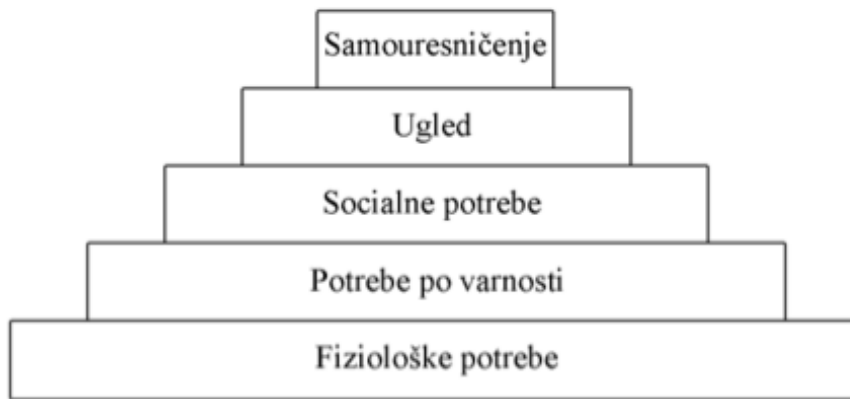 Samouresničenje
Ugled
Socialne potrebe
Potrebe po varnosti
Fiziološke potrebe